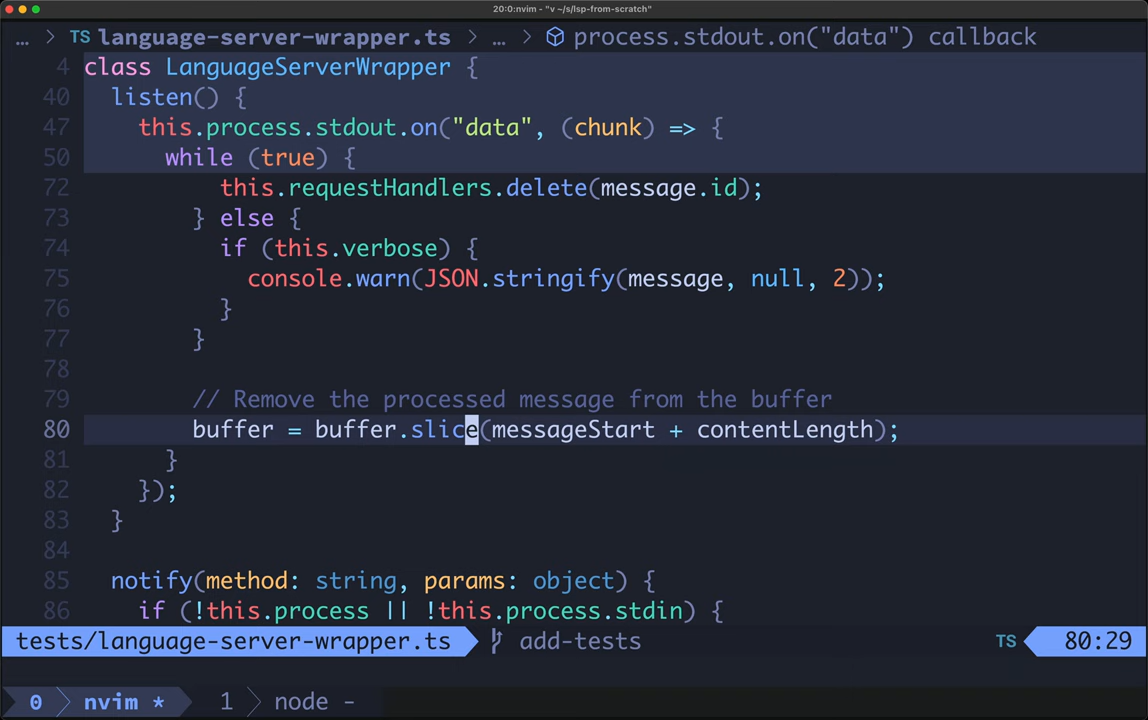 20:0:nvim - "v ~/s/lsp-from-scratch"
… > TS language-server-wrapper.ts > … > process.stdout.on("data") callback
4 class LanguageServerWrapper {
40 listen() {
47 this.process.stdout.on("data", (chunk) => {
50 while (true) {
72 this.requestHandlers.delete(message.id);
73 } else {
74 if (this.verbose) {
75 console.warn(JSON.stringify(message, null, 2));
76 }
77 }
78
79 // Remove the processed message from the buffer
80 buffer = buffer.slice(messageStart + contentLength);
81 }
82 });
83 }
84
85 notify(method: string, params: object) {
86 if (!this.process || !this.process.stdin) {
tests/language-server-wrapper.ts add-tests TS 80:29
0 nvim * 1 node -